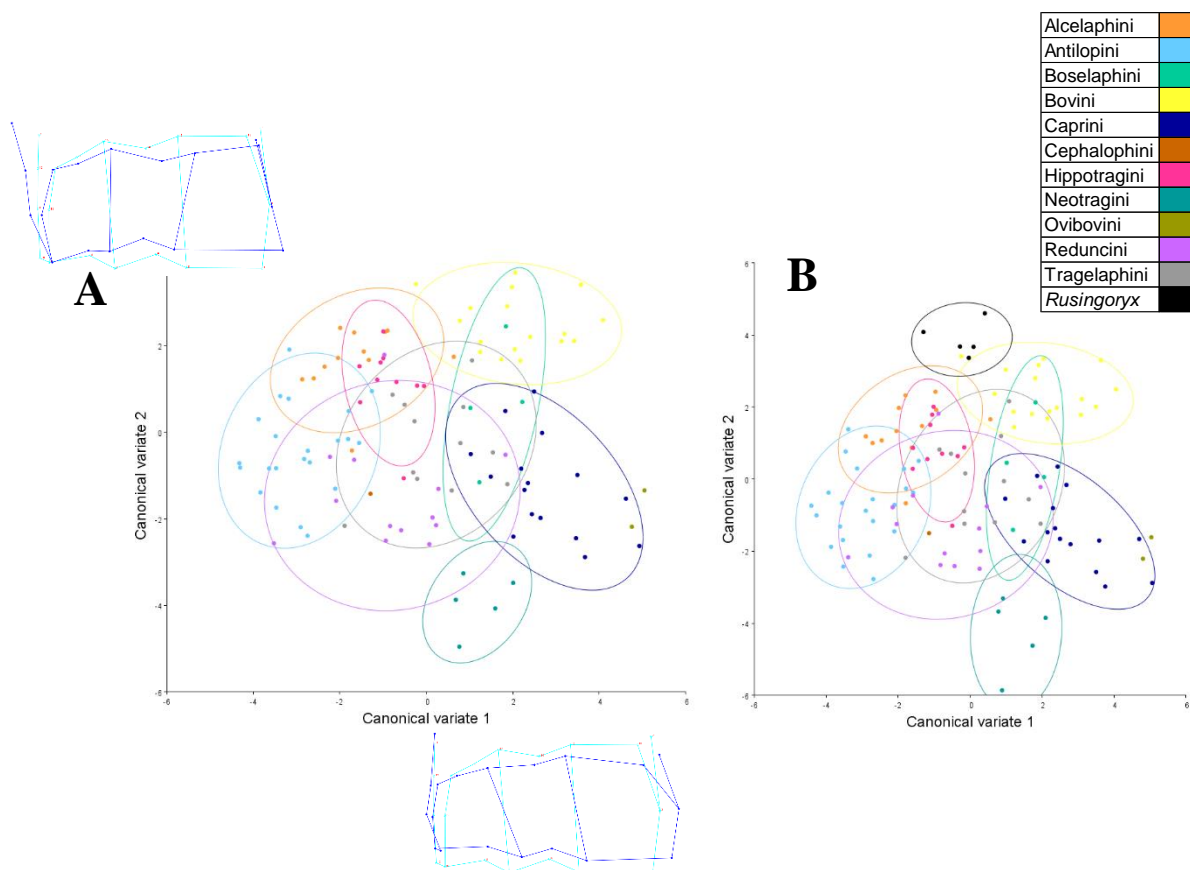 Alcelaphini
Antilopini
Boselaphini
Bovini
Caprini
Cephalophini
Hippotragini
Neotragini
Ovibovini
Reduncini
Tragelaphini
Rusingoryx
A
Canonical variate 2
2
0
-2
-4
-6
-6 -4 -2 0 2 4 6
Canonical variate 1
B
Canonical variate 2
6
4
2
0
-2
-4
-6
-6 -4 -2 0 2 4 6
Canonical variate 1